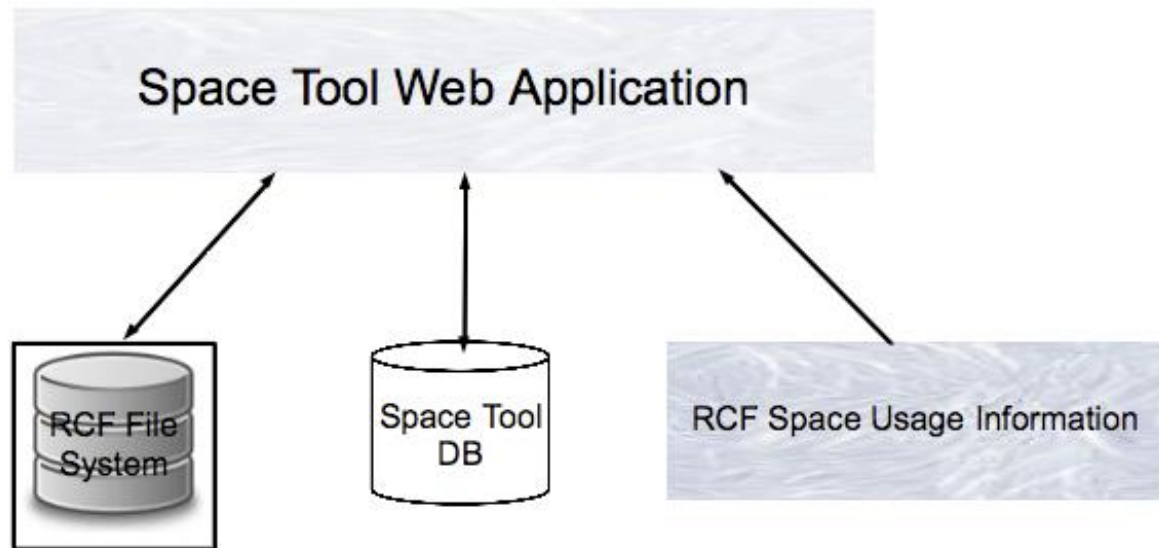 Space Tool Web Application
RCF File
System
Space Tool
DB
RCF Space Usage Information